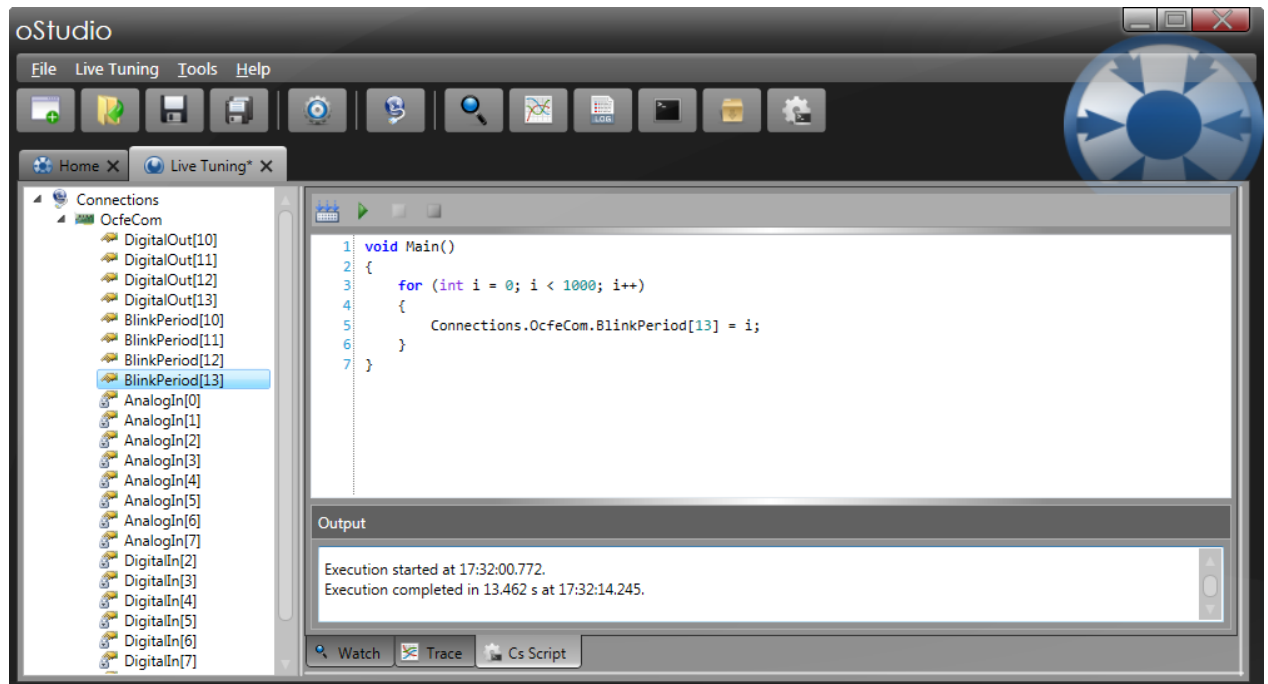 oStudio
File Live Tuning Tools Help
LOG
Home Live Tuning*
Connections
OcfeCom
DigitalOut[10]
DigitalOut[11]
DigitalOut[12]
DigitalOut[13]
BlinkPeriod[10]
BlinkPeriod[11]
BlinkPeriod[12]
BlinkPeriod[13]
AnalogIn[0]
AnalogIn[1]
AnalogIn[2]
AnalogIn[3]
AnalogIn[4]
AnalogIn[5]
AnalogIn[6]
AnalogIn[7]
DigitalIn[2]
DigitalIn[3]
DigitalIn[4]
DigitalIn[5]
DigitalIn[6]
DigitalIn[7]
1 void Main()
2 {
3 for (int i = 0; i < 1000; i++)
4 {
5 Connections.OcfeCom.BlinkPeriod[13] = i;
6 }
7 }
Output
Execution started at 17:32:00.772.
Execution completed in 13.462 s at 17:32:14.245.
Watch Trace Cs Script